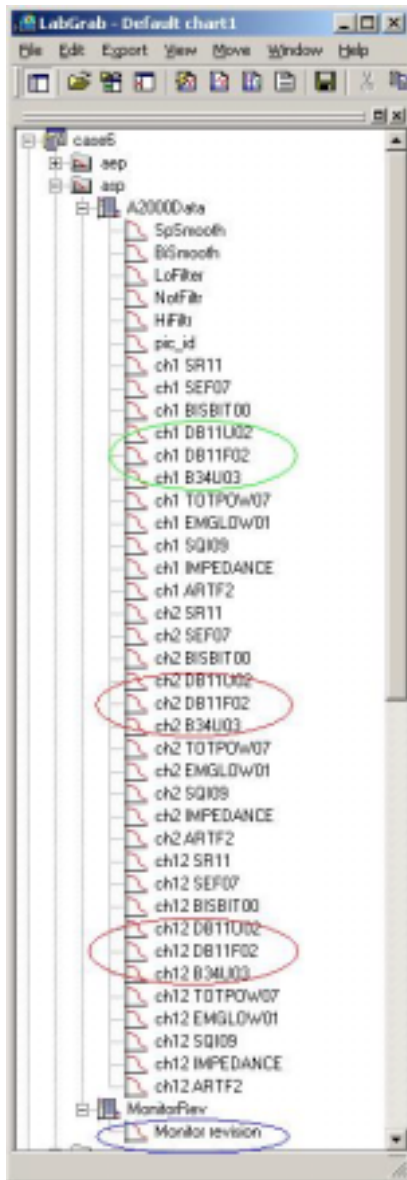 LabGrab - Default chart1
File Edit Export View Move Window Help
case6
aep
asp
A2000Data
SpSmooth
BiSmooth
LoFilter
NotFiltr
HiFiltr
pic_id
ch1 SR11
ch1 SEF07
ch1 BISBIT00
ch1 DB11U02
ch1 DB11F02
ch1 B34U03
ch1 TOTPOW07
ch1 EMGLOW01
ch1 SQI09
ch1 IMPEDANCE
ch1 ARTF2
ch2 SR11
ch2 SEF07
ch2 BISBIT00
ch2 DB11U02
ch2 DB11F02
ch2 B34U03
ch2 TOTPOW07
ch2 EMGLOW01
ch2 SQI09
ch2 IMPEDANCE
ch2 ARTF2
ch12 SR11
ch12 SEF07
ch12 BISBIT00
ch12 DB11U02
ch12 DB11F02
ch12 B34U03
ch12 TOTPOW07
ch12 EMGLOW01
ch12 SQI09
ch12 IMPEDANCE
ch12 ARTF2
MonitorRev
Monitor revision